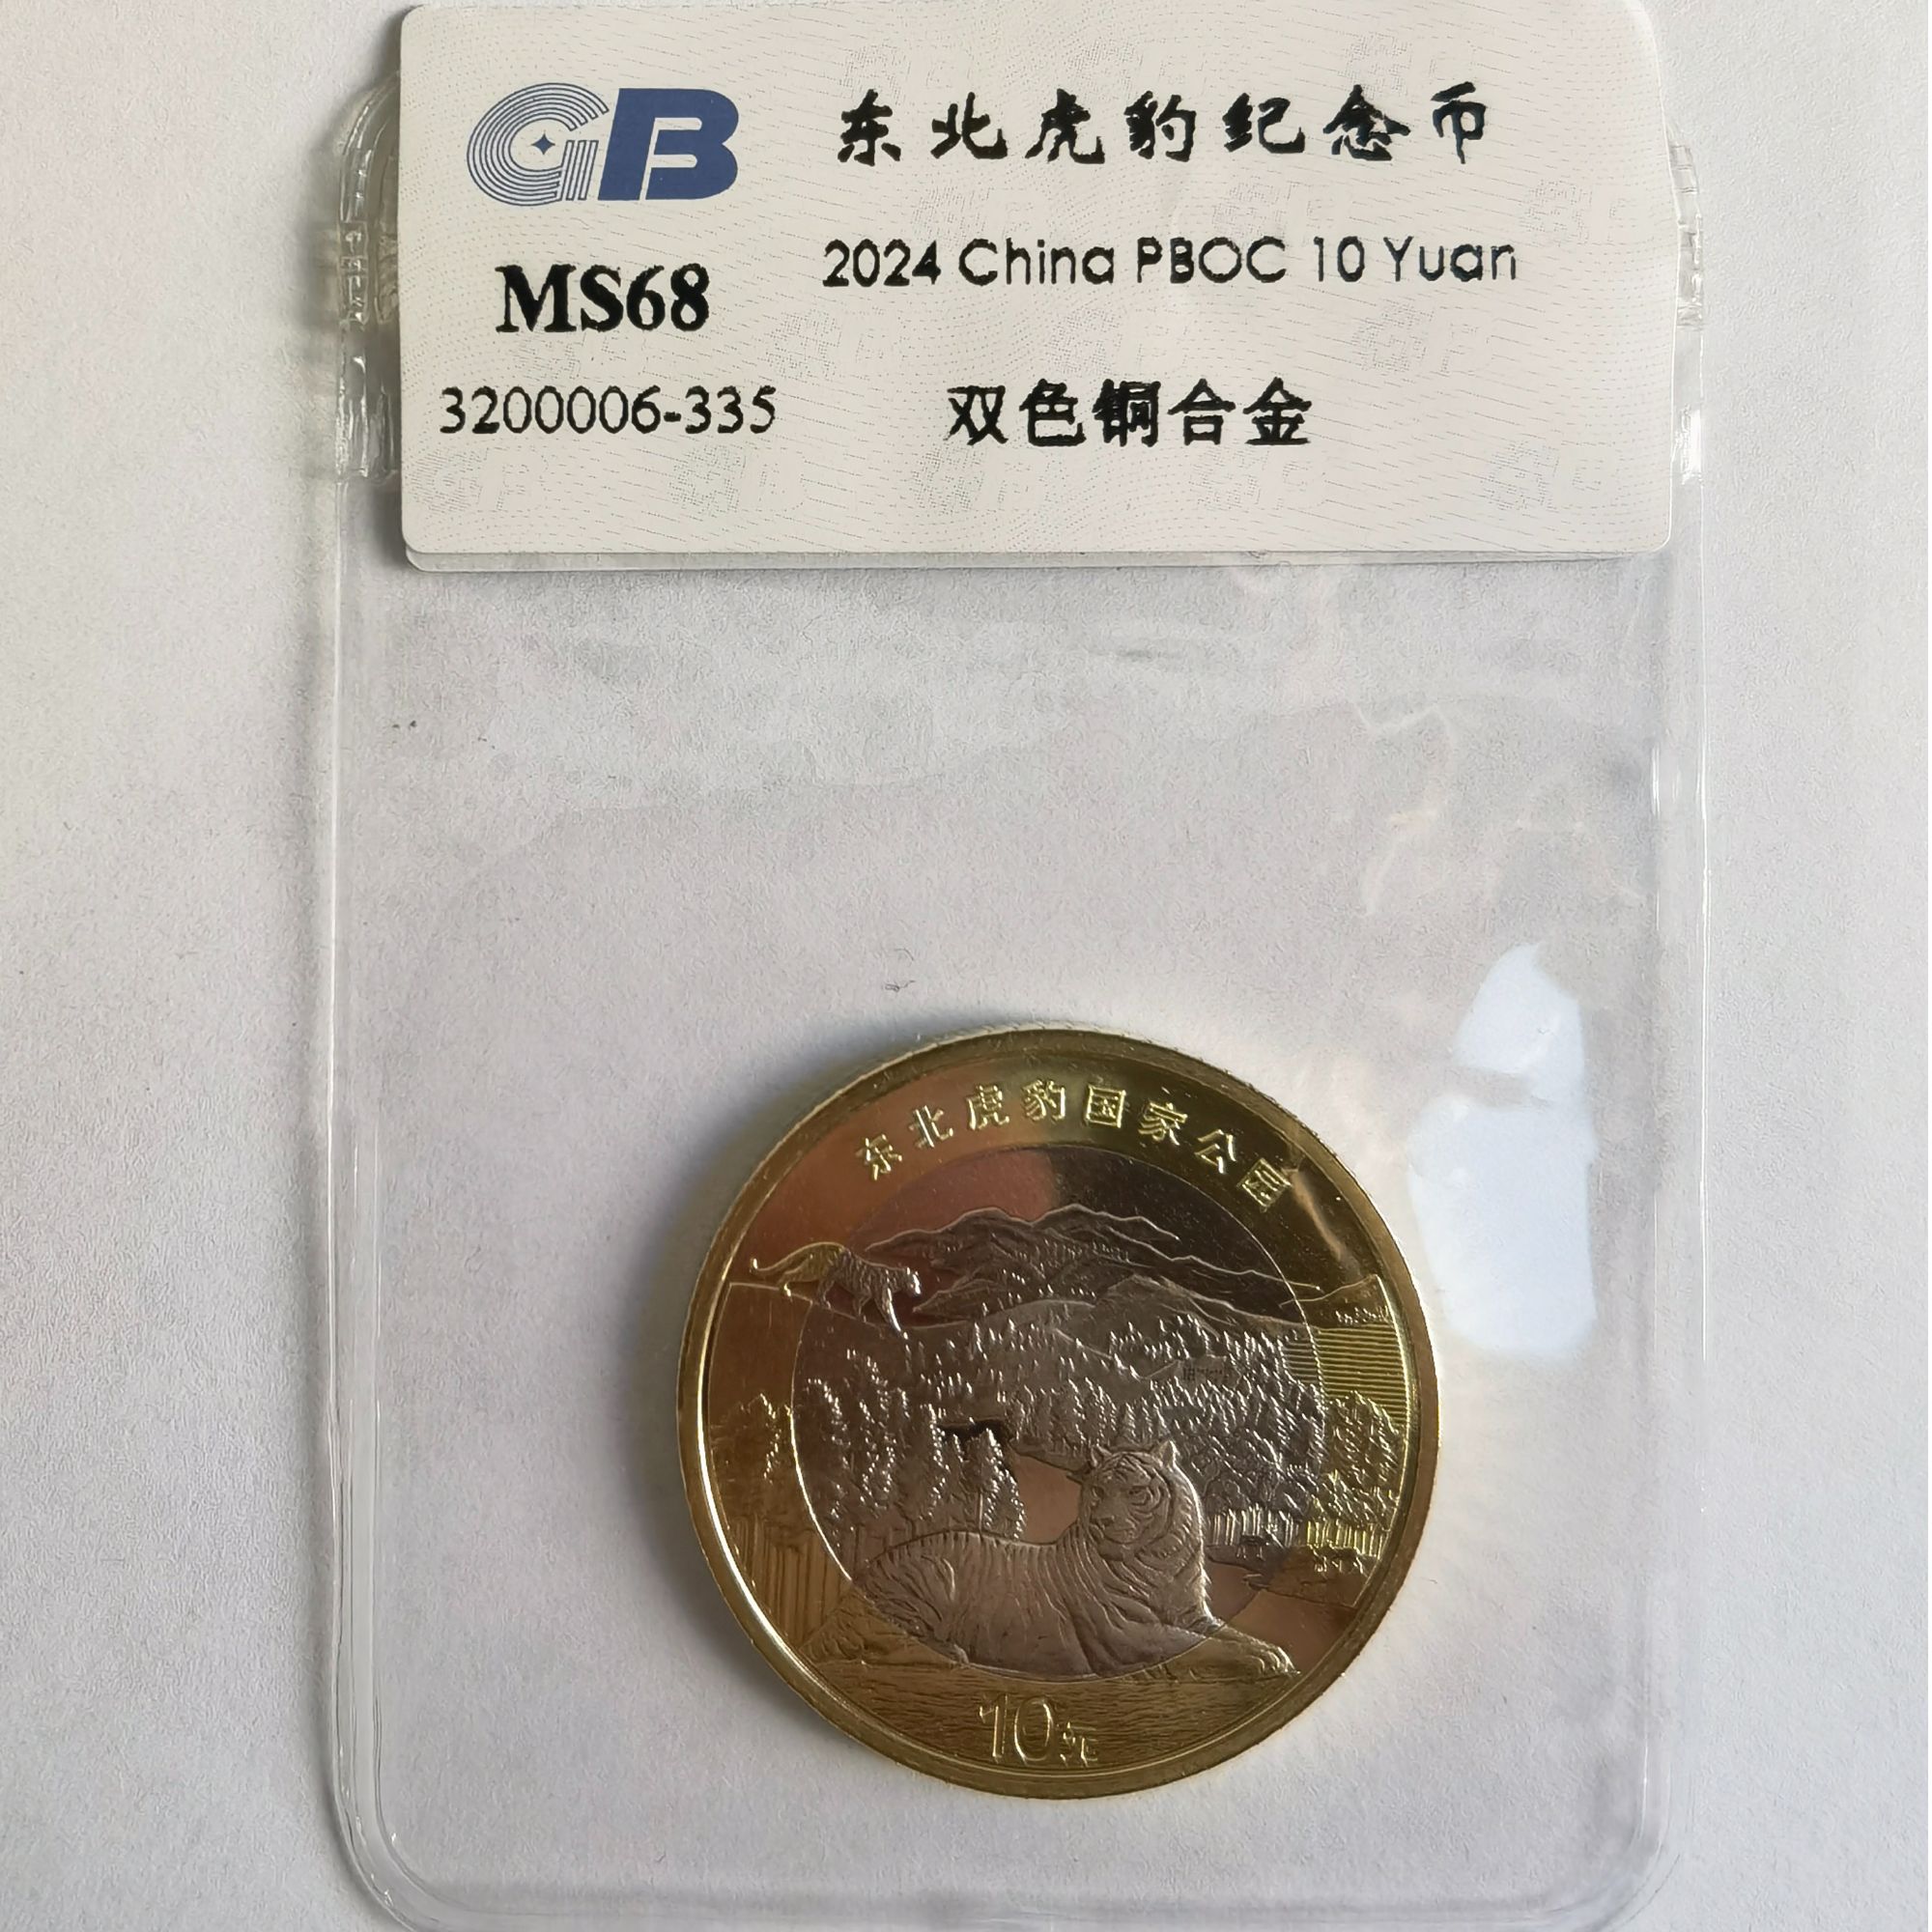 GB
东北虎豹纪念币
2024 China PBOC 10 Yuan
MS68
3200006-335
双色铜合金
东北虎豹国家公园
10元